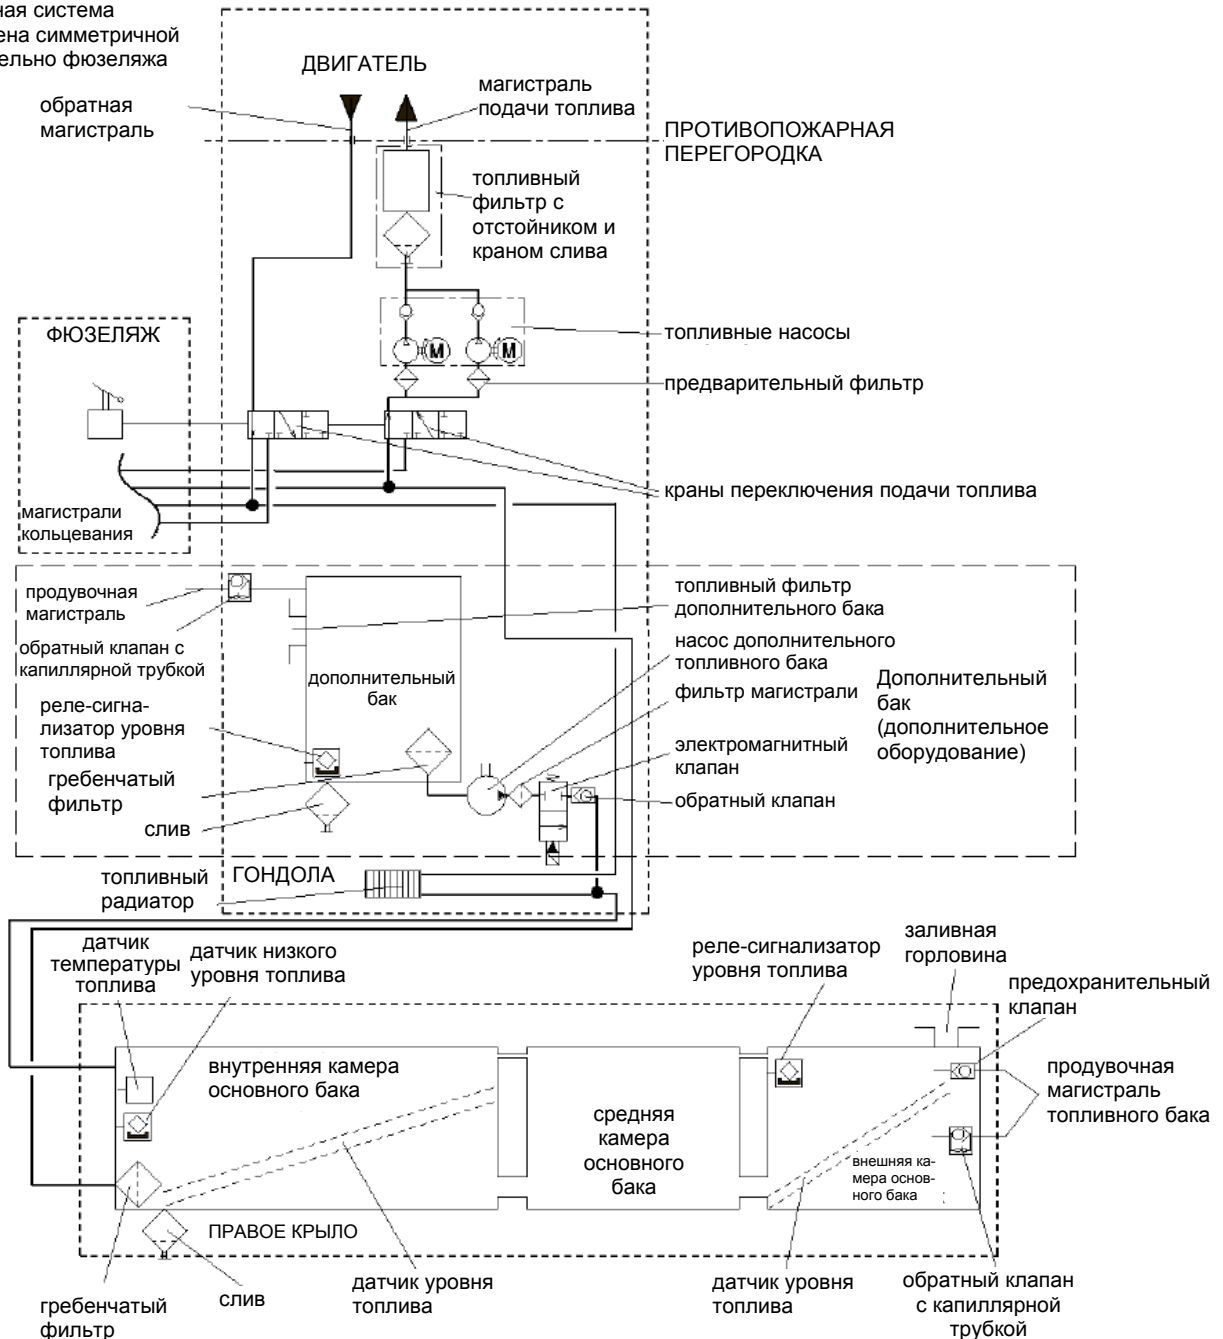 ная система
ена симметричной
ельно фюзеляжа
ДВИГАТЕЛЬ
обратная
магистраль
магистраль
подачи топлива
ПРОТИВОПОЖАРНАЯ
ПЕРЕГОРОДКА
топливный
фильтр с
отстойником и
краном слива
ФЮЗЕЛЯЖ
топливные насосы
M
M
предварительный фильтр
краны переключения подачи топлива
магистрали
кольцевания
продувочная
магистраль
обратный клапан с
капиллярной трубкой
реле-сигна-
лизатор уровня
топлива
гребенчатый
фильтр
слив
дополнительный
бак
топливный фильтр
дополнительного бака
насос дополнительного
топливного бака
фильтр магистрали
электромагнитный
клапан
обратный клапан
Дополнительный
бак
(дополнительное
оборудование)
топливный
радиатор
ГОНДОЛА
датчик
температуры
топлива
датчик низкого
уровня топлива
реле-сигнализатор
уровня топлива
заливная
горловина
предохранительный
клапан
внутренняя камера
основного бака
средняя
камера
основного
бака
внешняя ка-
мера основ-
ного бака
продувочная
магистраль
топливного бака
ПРАВОЕ КРЫЛО
гребенчатый
фильтр
слив
датчик уровня
топлива
датчик уровня
топлива
обратный клапан
с капиллярной
трубкой